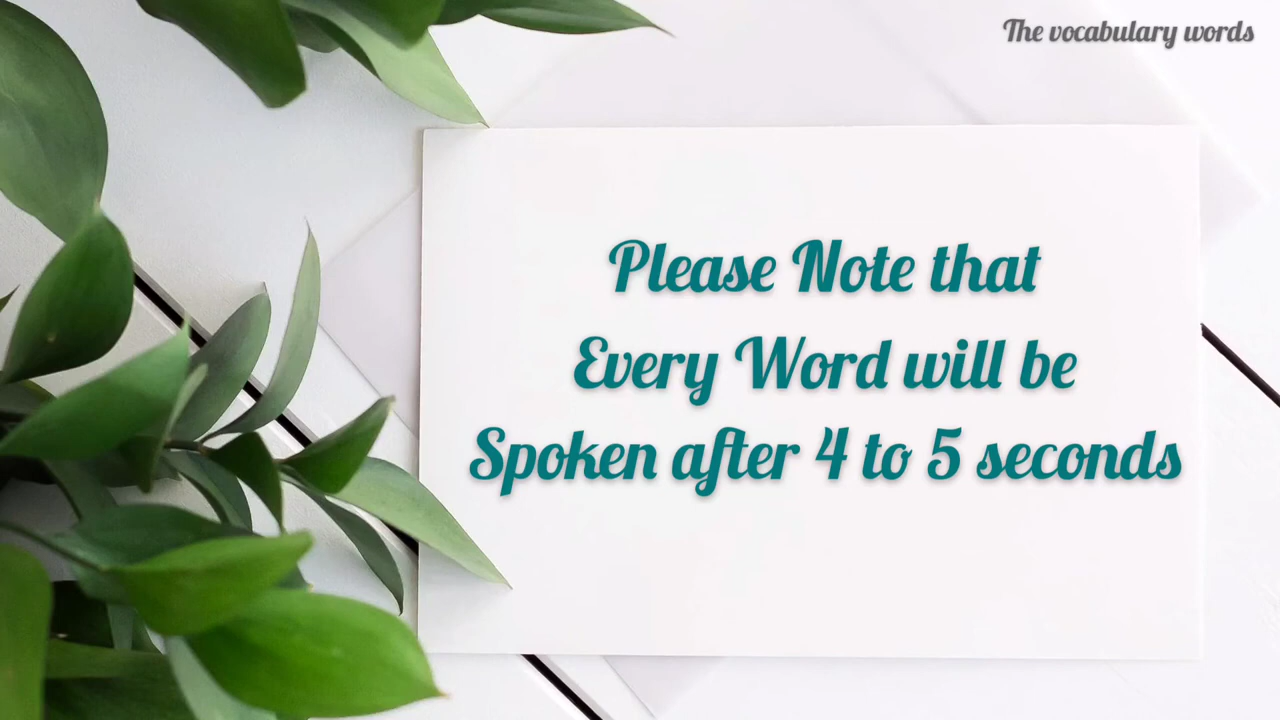 The vocabulary words
Please Note that
Every Word will be
Spoken after 4 to 5 seconds